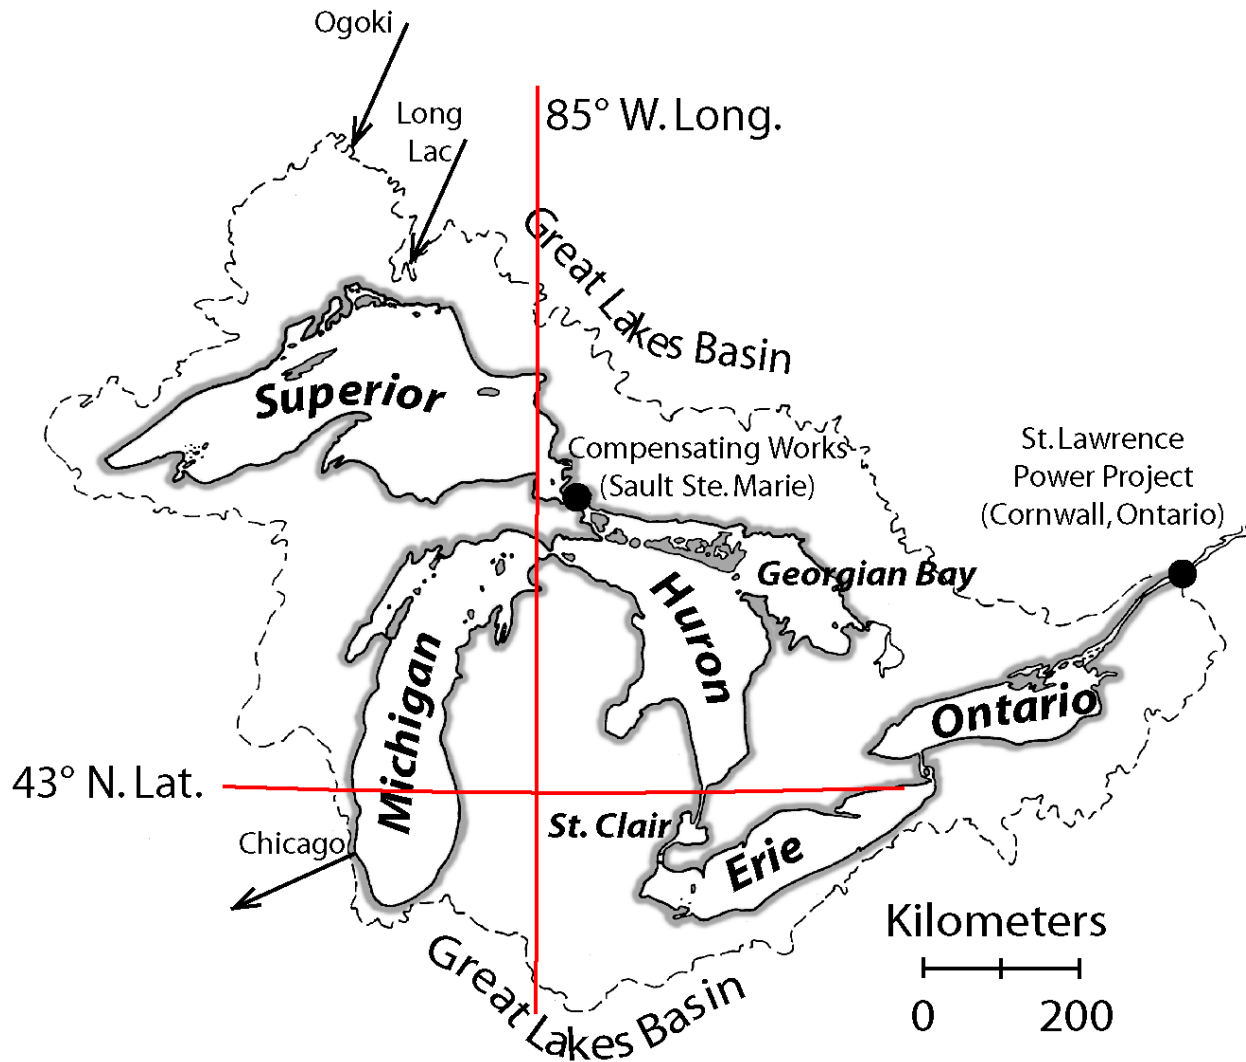 Ogoki
Long
Lac
85° W. Long.
Great Lakes Basin
Superior
Compensating Works
(Sault Ste. Marie)
St. Lawrence
Power Project
(Cornwall, Ontario)
Georgian Bay
Huron
Michigan
Ontario
43° N. Lat.
St. Clair
Chicago
Erie
Great Lakes Basin
Kilometers
0 200